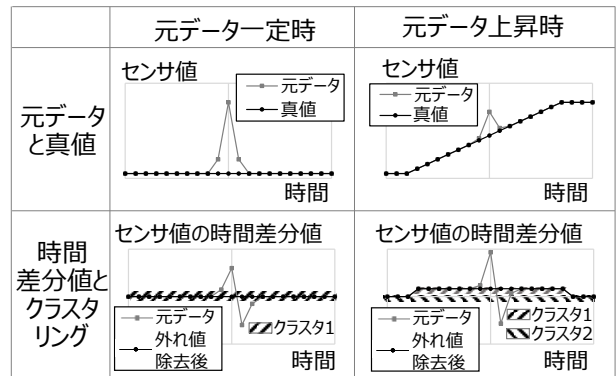 元データ一定時
元データ上昇時
元データ
と真値
センサ値
元データ
真値
時間
センサ値
元データ
真値
時間
時間
差分値と
クラスタ
リング
センサ値の時間差分値
元データ
外れ値
除去後
クラスタ1
時間
センサ値の時間差分値
元データ
外れ値
除去後
クラスタ1
クラスタ2
時間